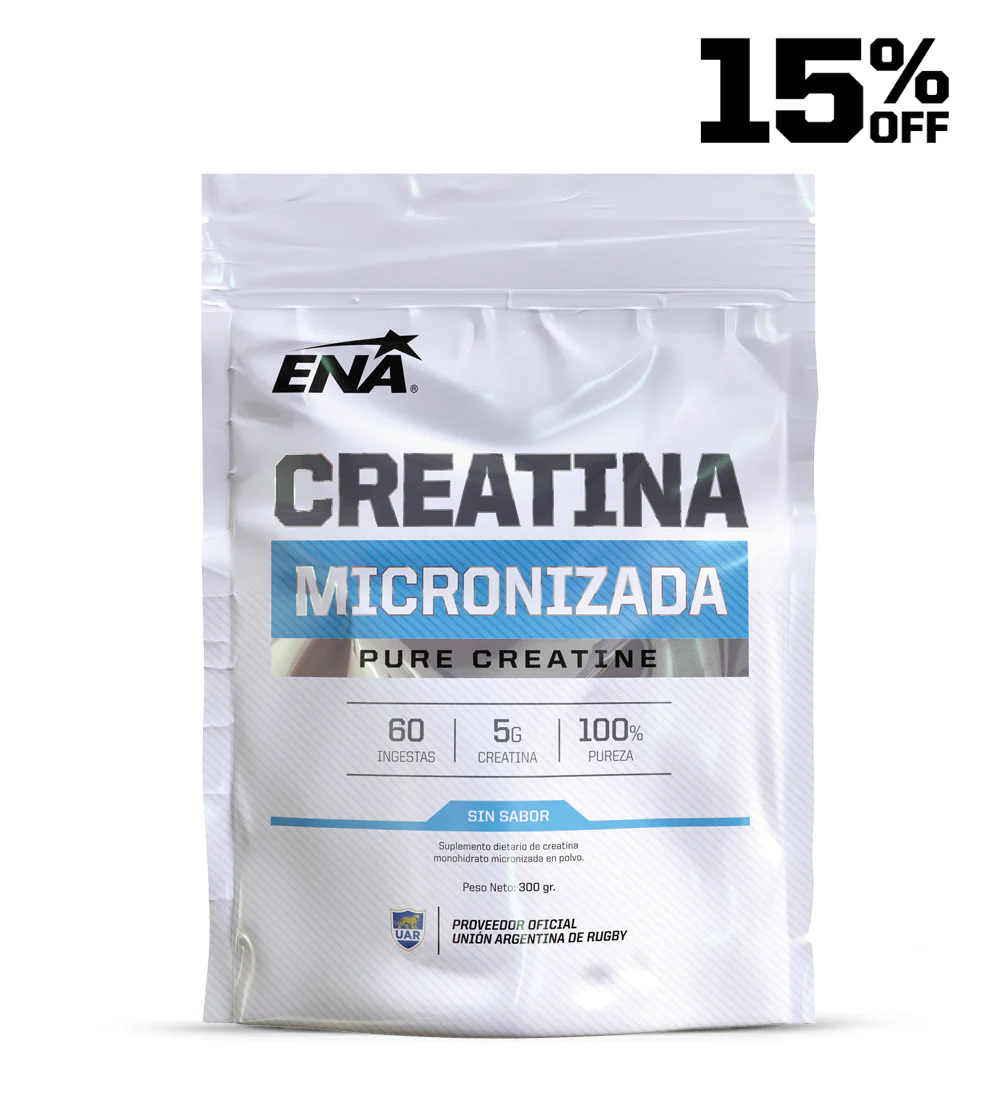 15%
OFF
ENA®
CREATINA
MICRONIZADA
PURE CREATINE
60 INGESTAS
5G CREATINA
100% PUREZA
SIN SABOR
Suplemento dietario de creatina
monohidrato micronizada en polvo.
Peso Neto: 300 gr.
UAR
PROVEEDOR OFICIAL
UNIÓN ARGENTINA DE RUGBY